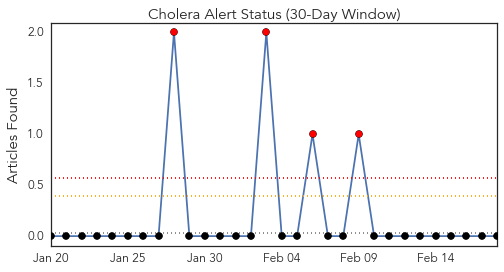 Cholera Alert Status (30-Day Window)
Articles Found
2.0
1.5
1.0
0.5
0.0
Jan 20 Jan 25 Jan 30 Feb 04 Feb 09 Feb 14